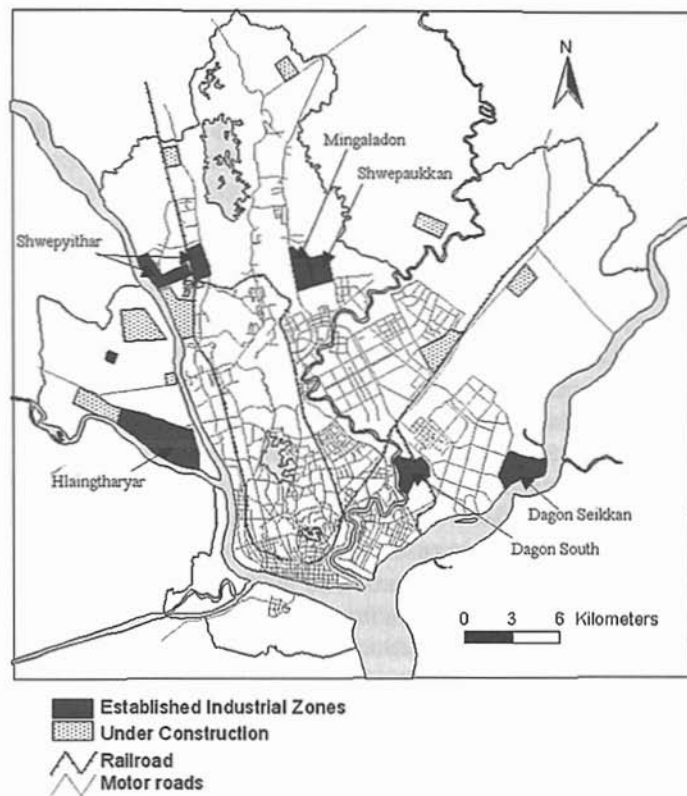 N
Mingaladon
Shwepaukkan
Shwepyithar
Hlaingtharyar
Dagon Seikkan
Dagon South
0 3 6 Kilometers
Established Industrial Zones
Under Construction
Railroad
Motor roads